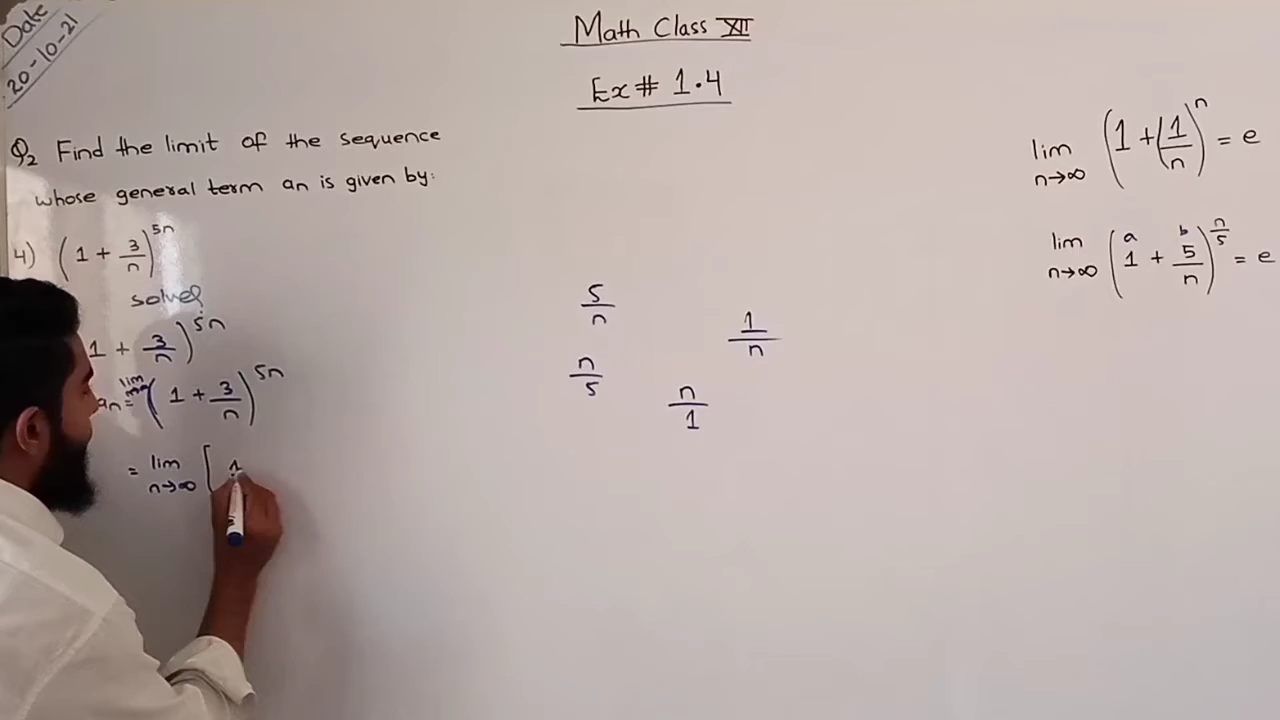 Date
20-10-21
Math Class XII
Ex# 1.4
Q2 Find the limit of the sequence
whose general term an is given by:
4) (1 + 3/n)^5n
1 + 3/n)^5n
an = lim (1 + 3/n)^5n
= lim n→∞ [ 1
5/n
n/5
1/n
n/1
lim n→∞ (1 + (1/n)^n = e
a b
lim n→∞ (1 + 5/n)^n/5 = e